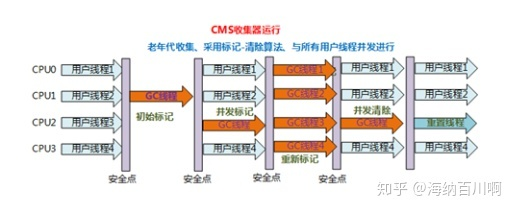 CMS收集器运行
老年代收集、采用标记-清除算法、与所有用户线程并发进行
CPU0 用户线程1 用户线程1 GC线程1 用户线程1 用户线程1
CPU1 用户线程2 GC线程 用户线程2 GC线程2 用户线程2 用户线程2
初始标记 并发标记 并发清除
CPU2 用户线程3 GC线程 GC线程3 GC线程 重置线程
CPU3 用户线程4 用户线程4 GC线程4 用户线程4 用户线程4
重新标记
安全点 安全点 安全点 安全点 安全点
知乎 @海纳百川啊